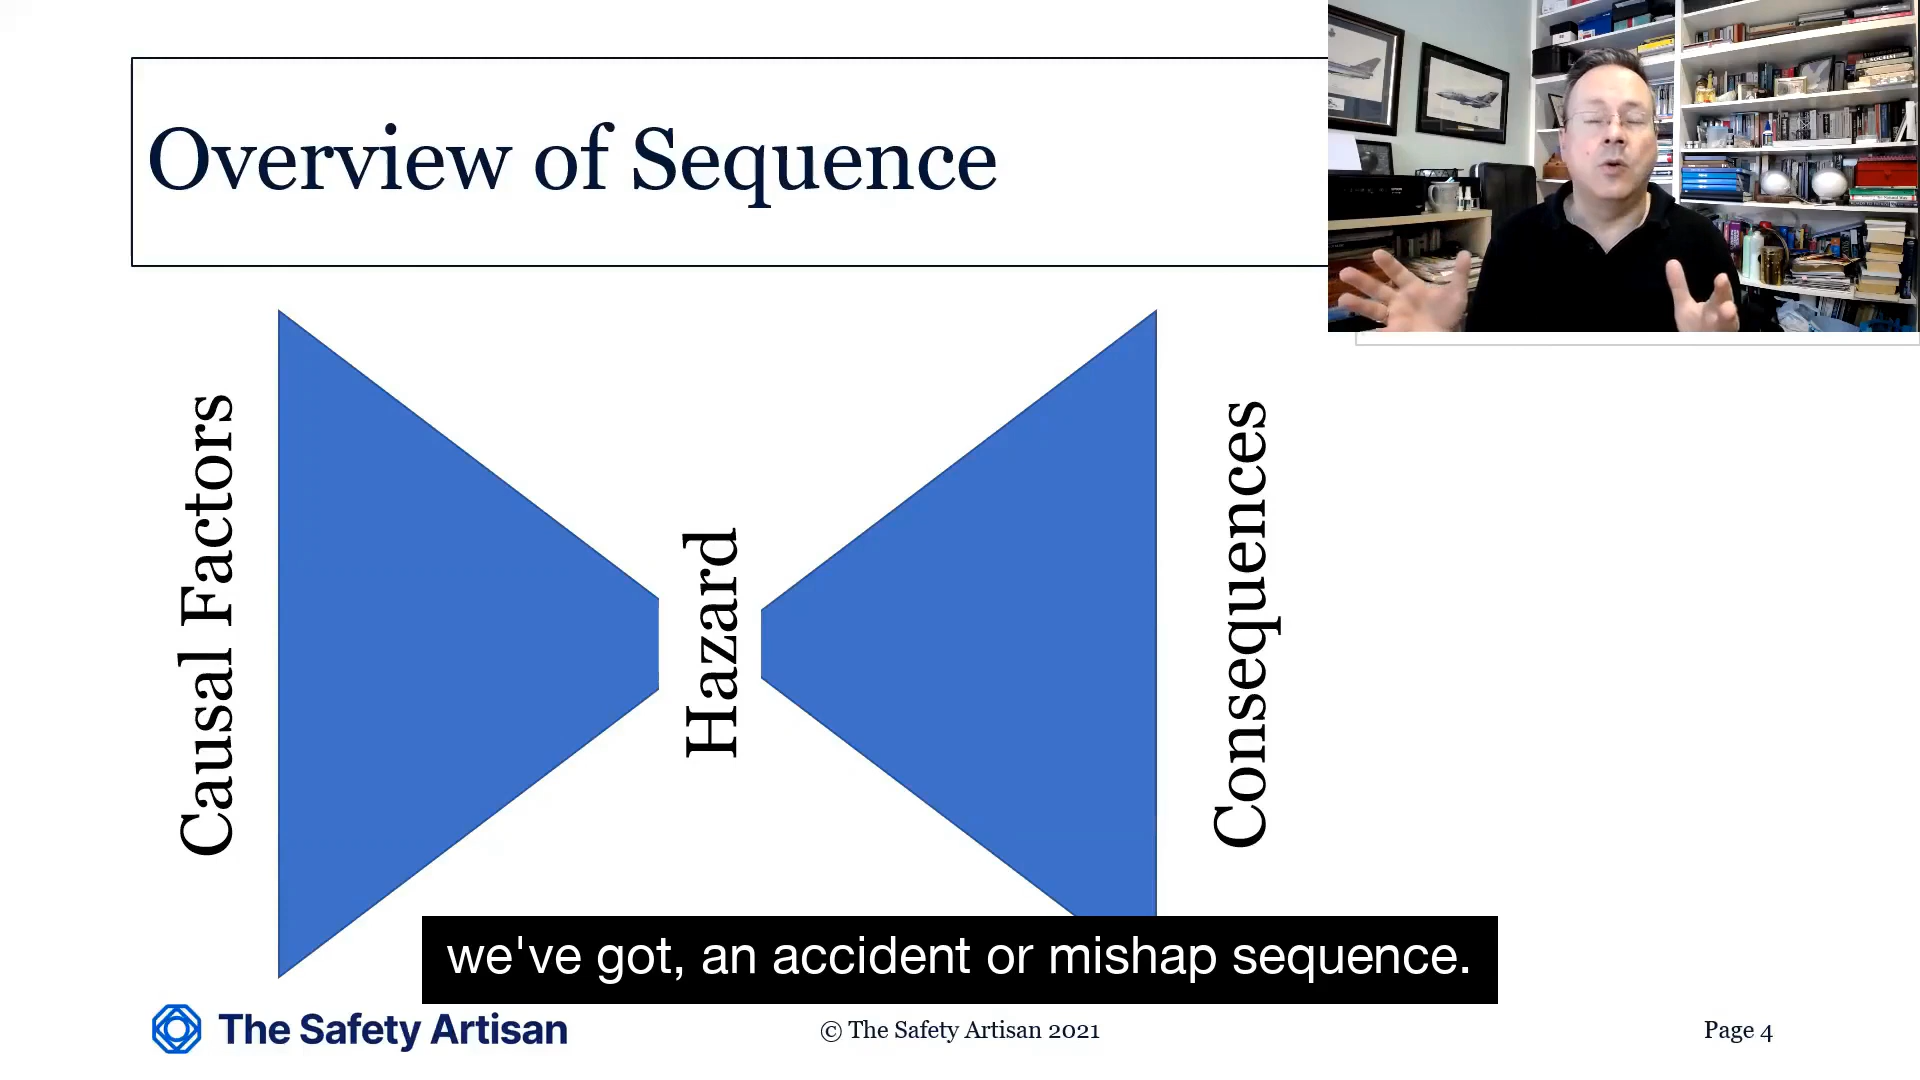 Overview of Sequence
Causal Factors
Hazard
Consequences
we've got, an accident or mishap sequence.
The Safety Artisan
© The Safety Artisan 2021
Page 4